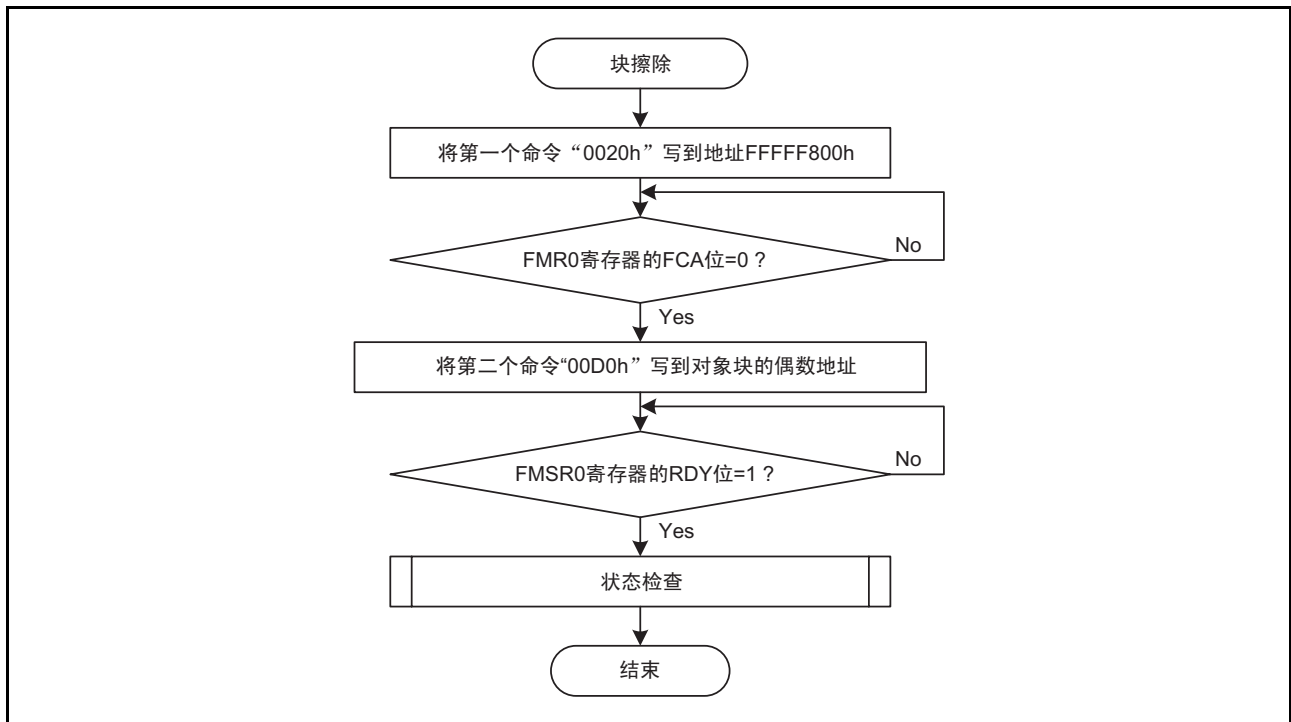 块擦除
将第一个命令“0020h”写到地址FFFFF800h
FMR0寄存器的FCA位=0？
No
Yes
将第二个命令“00D0h”写到对象块的偶数地址
FMSR0寄存器的RDY位=1？
No
Yes
状态检查
结束